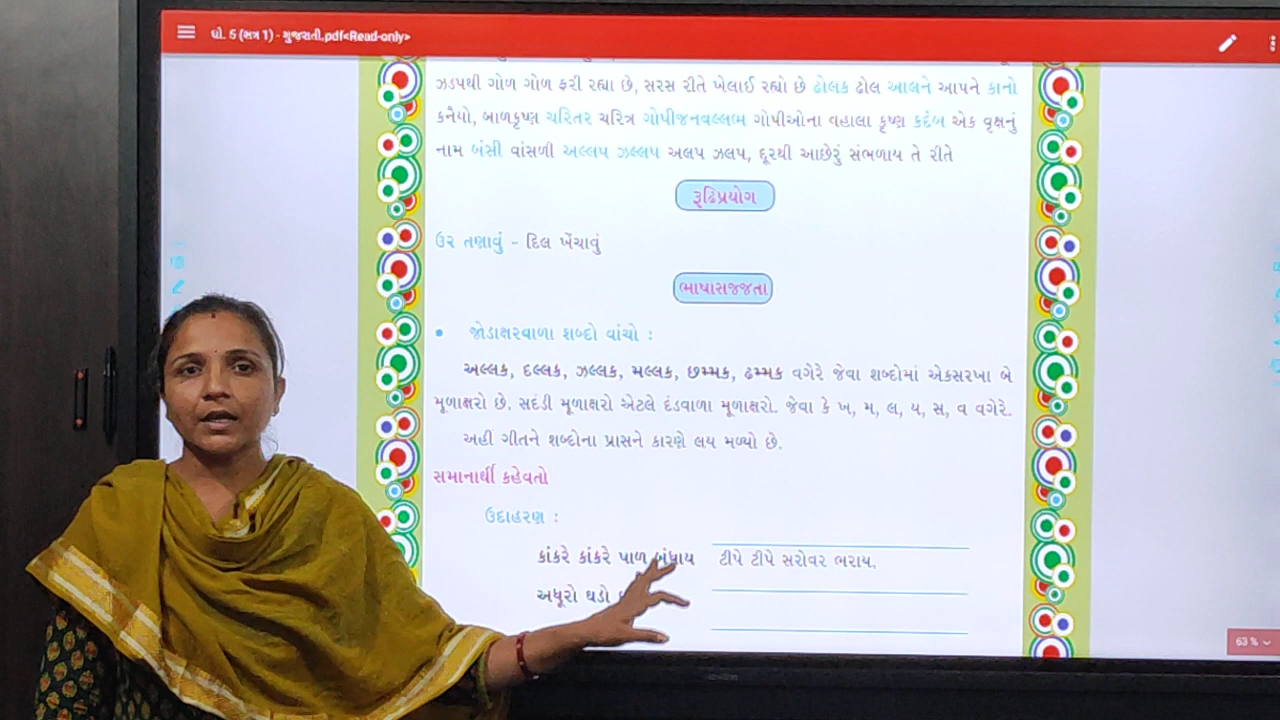 ધો. 5 (સત્ર 1) - ગુજરાતી.pdf<Read-only>
ઝડપથી ગોળ ગોળ ફરી રહ્યા છે, સરસ રીતે ખેલાઈ રહ્યો છે ઢોલક ઢોલ આલને આપને કાનો
કનૈયો, બાળકૃષ્ણ ચરિતર ચરિત્ર ગોપીજનવલ્લભ ગોપીઓના વહાલા કૃષ્ણ કદંબ એક વૃક્ષનું
નામ બંસી વાંસળી અલ્લપ ઝલ્લપ અલપ ઝલપ, દૂરથી આછેરું સંભળાય તે રીતે
રૂઢિપ્રયોગ
ઉર તણાવું - દિલ ખેંચાવું
ભાષાસજ્જતા
• જોડાક્ષરવાળા શબ્દો વાંચો :
અલ્લક, દલ્લક, ઝલ્લક, મલ્લક, છમ્મક, ઢમ્મક વગેરે જેવા શબ્દોમાં એકસરખા બે
મૂળાક્ષરો છે. સદંડી મૂળાક્ષરો એટલે દંડવાળા મૂળાક્ષરો. જેવા કે ખ, મ, લ, ય, સ, વ વગેરે.
અહીં ગીતને શબ્દોના પ્રાસને કારણે લય મળ્યો છે.
સમાનાર્થી કહેવતો
ઉદાહરણ :
કાંકરે કાંકરે પાળ બંધાય ટીપે ટીપે સરોવર ભરાય.
અધૂરો ઘડો
63 %